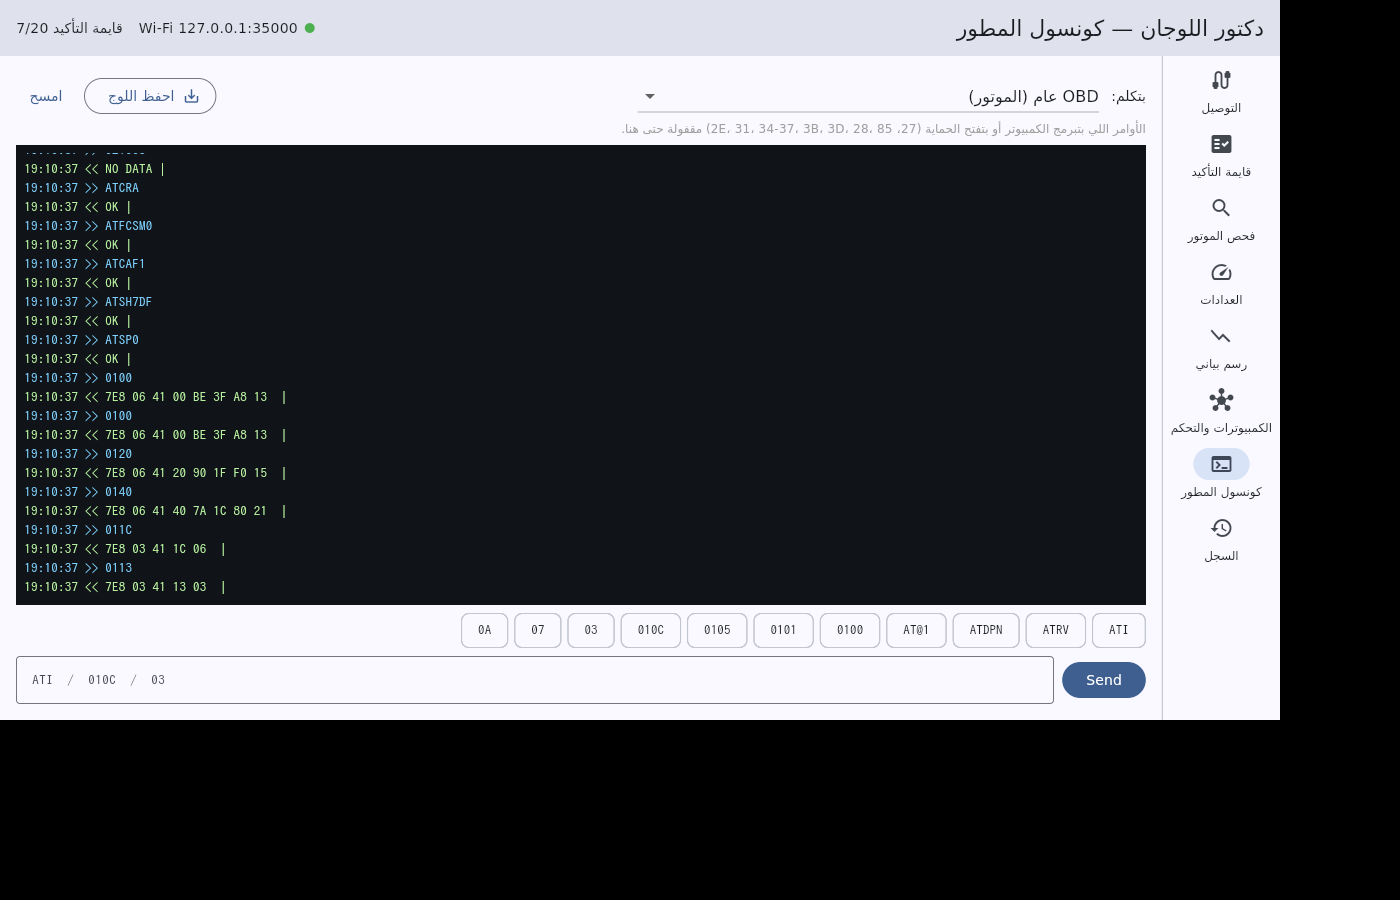 دكتور اللوجان — كونسول المطور
Wi-Fi 127.0.0.1:35000
قايمة التأكيد 7/20
التوصيل
قايمة التأكيد
فحص الموتور
العدادات
رسم بياني
الكمبيوترات والتحكم
كونسول المطور
السجل
بتكلم:
OBD عام (الموتور)
احفظ اللوج
امسح
الأوامر اللي بتبرمج الكمبيوتر أو بتفتح الحماية (27، 2E، 31، 34-37، 3B، 3D، 28، 85) مقفولة حتى هنا.
19:10:37 << NO DATA |
19:10:37 >> ATCRA
19:10:37 << OK |
19:10:37 >> ATFCSM0
19:10:37 << OK |
19:10:37 >> ATCAF1
19:10:37 << OK |
19:10:37 >> ATSH7DF
19:10:37 << OK |
19:10:37 >> ATSP0
19:10:37 << OK |
19:10:37 >> 0100
19:10:37 << 7E8 06 41 00 BE 3F A8 13 |
19:10:37 >> 0100
19:10:37 << 7E8 06 41 00 BE 3F A8 13 |
19:10:37 >> 0120
19:10:37 << 7E8 06 41 20 90 1F F0 15 |
19:10:37 >> 0140
19:10:37 << 7E8 06 41 40 7A 1C 80 21 |
19:10:37 >> 011C
19:10:37 << 7E8 03 41 1C 06 |
19:10:37 >> 0113
19:10:37 << 7E8 03 41 13 03 |
0A 07 03 010C 0105 0101 0100 AT@1 ATDPN ATRV ATI
ATI / 010C / 03
Send